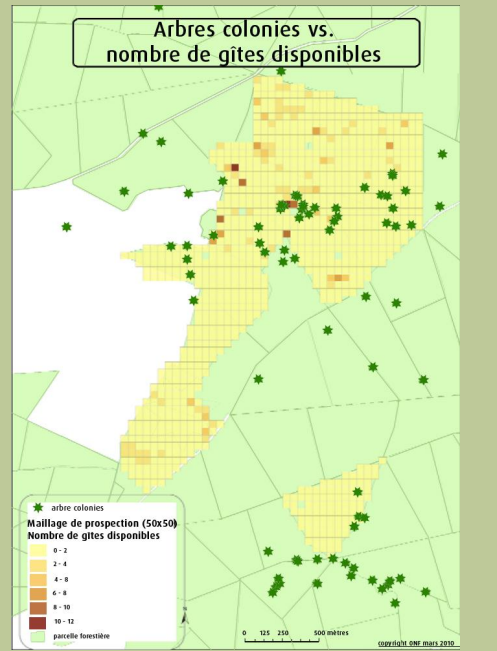 Arbres colonies vs.
nombre de gîtes disponibles
arbre colonies
Maillage de prospection (50x50)
Nombre de gîtes disponibles
0 - 2
2 - 4
4 - 8
6 - 8
8 - 10
10 - 12
parcelle forestière
N
0 125 250 500 mètres
copyright ONF mars 2010